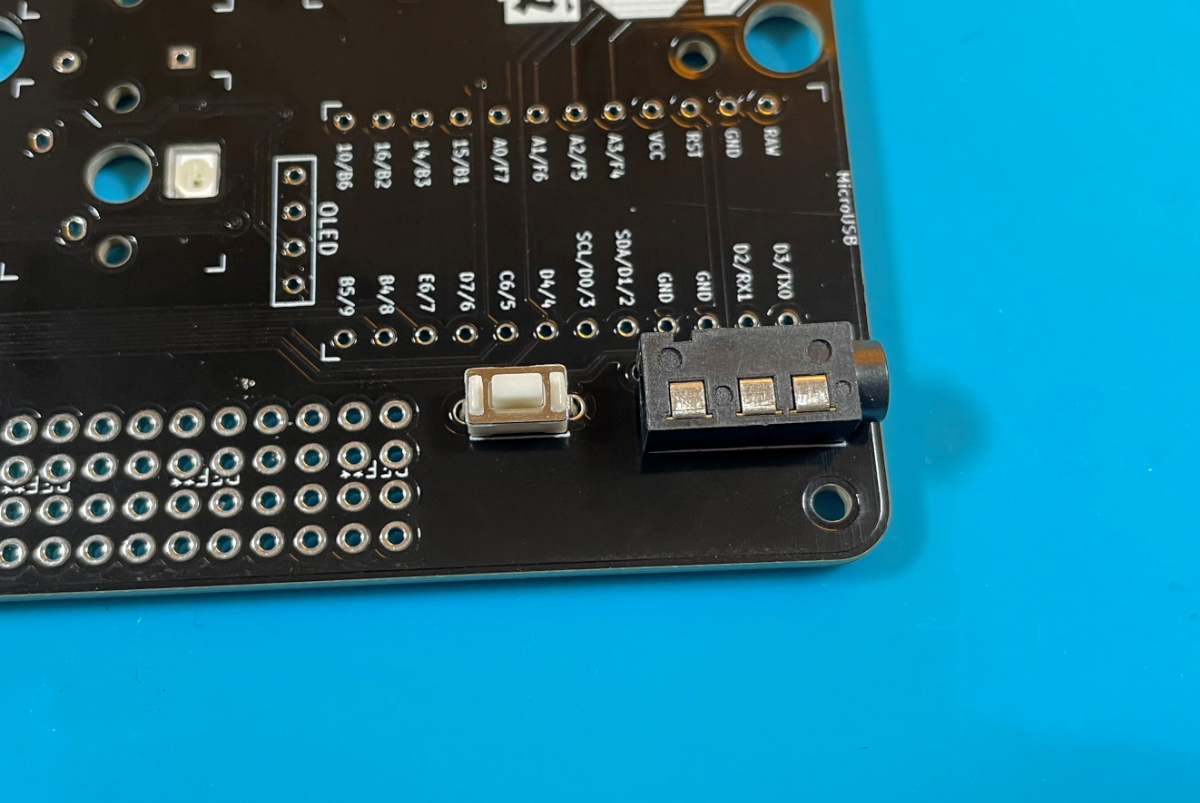 10/B6
16/B2
14/B3
15/B1
A0/F7
A1/F6
A2/F5
A3/F4
VCC
RST
GND
RAW
MicroUSB
OLED
B5/9
B4/8
E6/7
D7/6
C6/5
D4/4
SCL/D0/3
SDA/D1/2
GND
GND
D2/RX1
D3/TX0